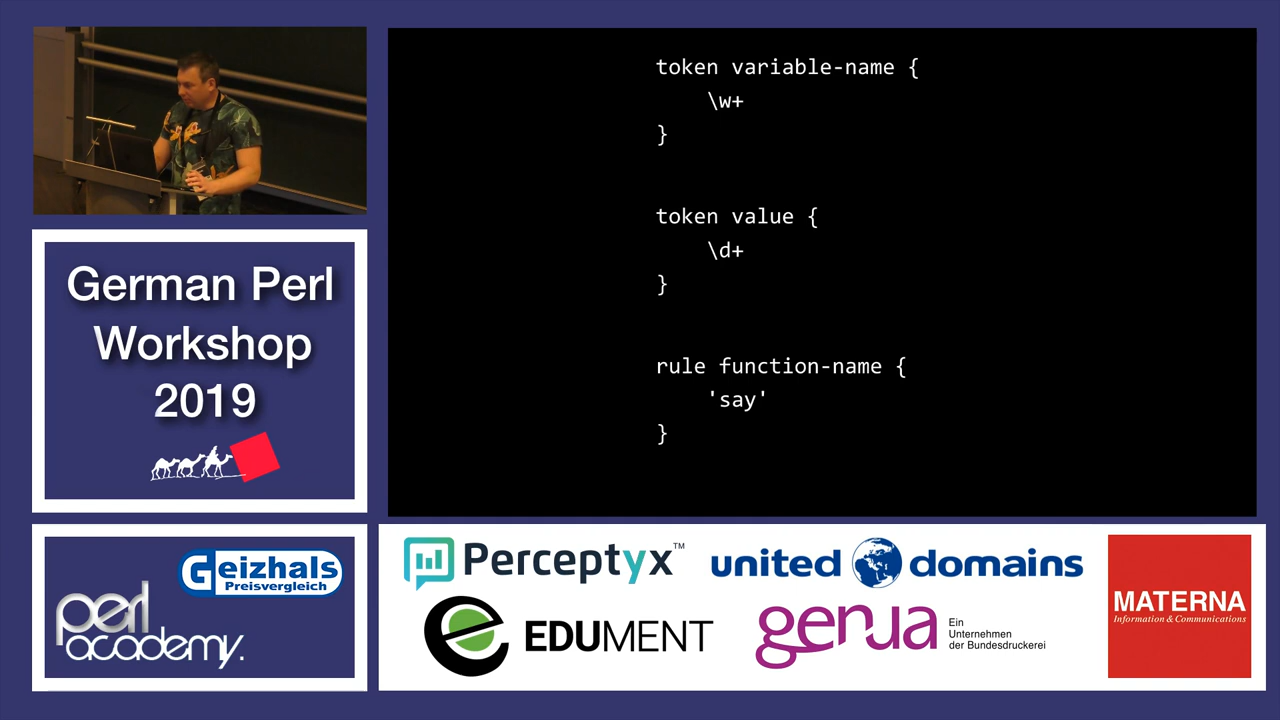 token variable-name {
\w+
}
token value {
\d+
}
rule function-name {
'say'
}
German Perl
Workshop
2019
Geizhals
Preisvergleich
perl
academy.
Perceptyx™
united domains
EDUMENT
genua
Ein
Unternehmen
der Bundesdruckerei
MATERNA
Information & Communications